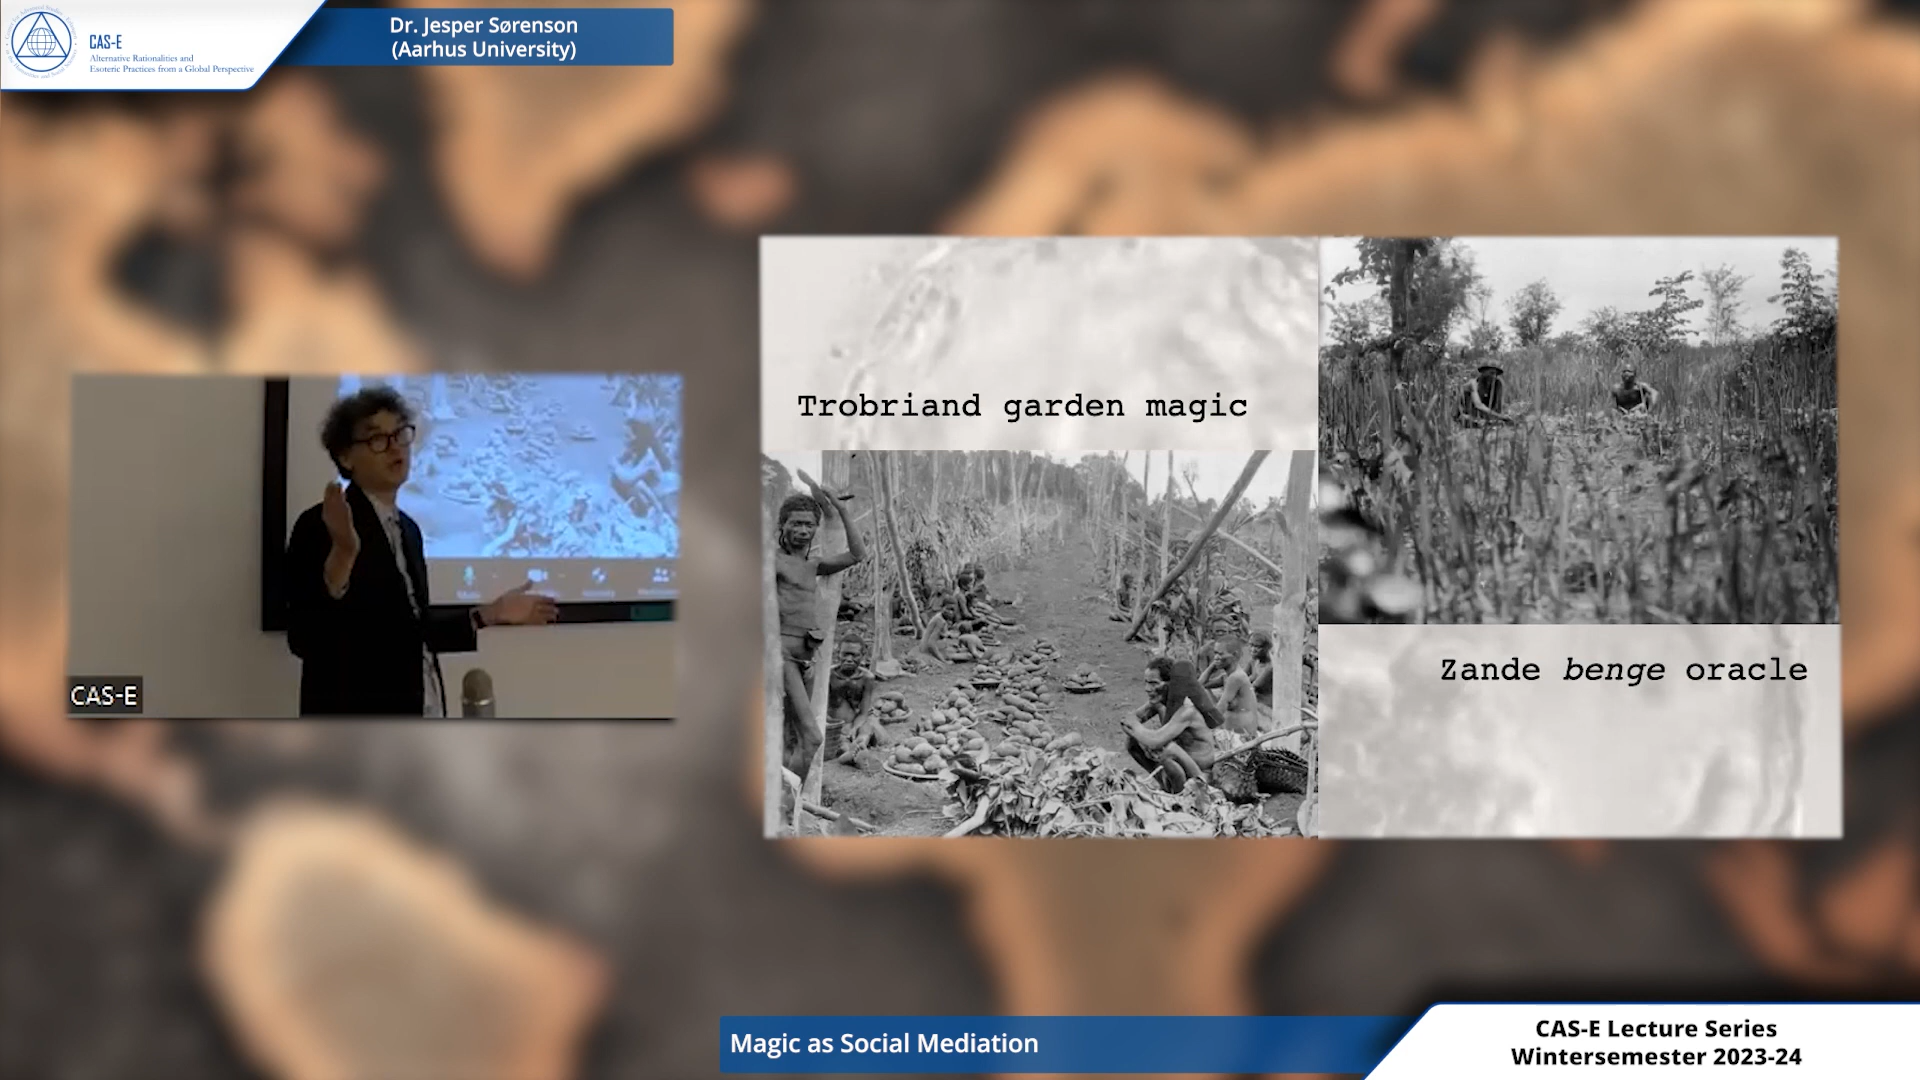 CAS-E
Alternative Rationalities and
Esoteric Practices from a Global Perspective
Dr. Jesper Sørenson
(Aarhus University)
Trobriand garden magic
Zande benge oracle
CAS-E
Magic as Social Mediation
CAS-E Lecture Series
Wintersemester 2023-24